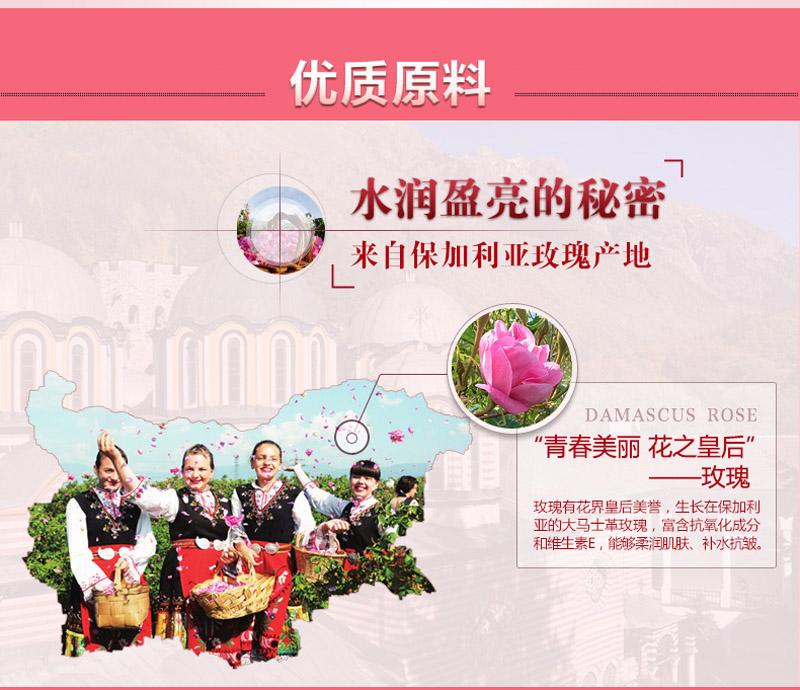 优质原料
水润盈亮的秘密
来自保加利亚玫瑰产地
DAMASCUS ROSE
“青春美丽 花之皇后”
——玫瑰
玫瑰有花界皇后美誉，生长在保加利
亚的大马士革玫瑰，富含抗氧化成分
和维生素E，能够柔润肌肤、补水抗皱。